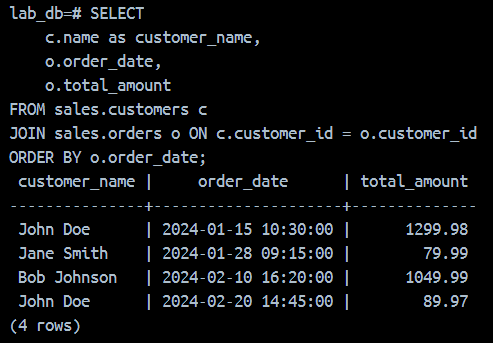 lab_db=# SELECT
    c.name as customer_name,
    o.order_date,
    o.total_amount
FROM sales.customers c
JOIN sales.orders o ON c.customer_id = o.customer_id
ORDER BY o.order_date;
 customer_name |     order_date      | total_amount
---------------+---------------------+--------------
 John Doe      | 2024-01-15 10:30:00 |      1299.98
 Jane Smith    | 2024-01-28 09:15:00 |        79.99
 Bob Johnson   | 2024-02-10 16:20:00 |      1049.99
 John Doe      | 2024-02-20 14:45:00 |        89.97
(4 rows)